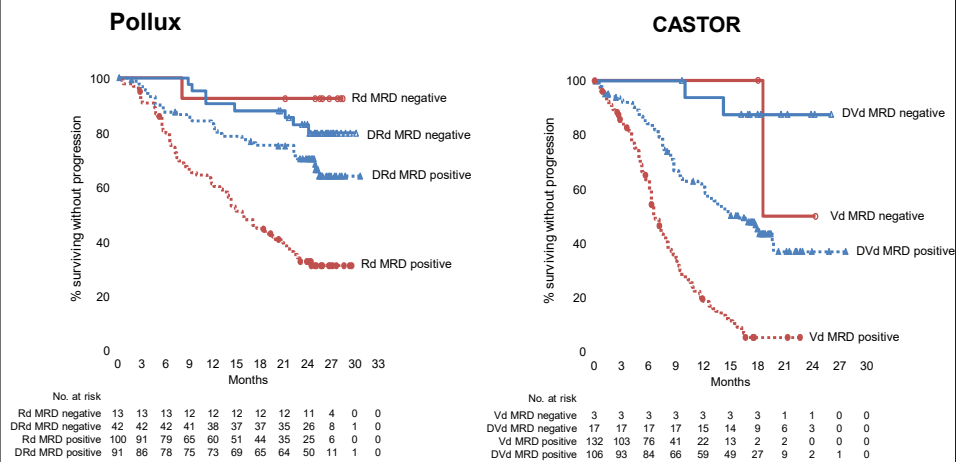 Pollux
CASTOR
% surviving without progression
100
80
60
40
20
0
Rd MRD negative
DRd MRD negative
DRd MRD positive
Rd MRD positive
0 3 6 9 12 15 18 21 24 27 30 33
Months
No. at risk
Rd MRD negative 13 13 13 12 12 12 12 12 11 4 0 0
DRd MRD negative 42 42 42 41 38 37 37 35 26 8 1 0
Rd MRD positive 100 91 79 65 60 51 44 35 25 6 0 0
DRd MRD positive 91 86 78 75 73 69 65 64 50 11 1 0
% surviving without progression
100
80
60
40
20
0
DVd MRD negative
Vd MRD negative
DVd MRD positive
Vd MRD positive
0 3 6 9 12 15 18 21 24 27 30
Months
No. at risk
Vd MRD negative 3 3 3 3 3 3 3 1 1 0 0
DVd MRD negative 17 17 17 17 15 14 9 6 3 0 0
Vd MRD positive 132 103 76 41 22 13 2 2 0 0 0
DVd MRD positive 106 93 84 66 59 49 27 9 2 1 0